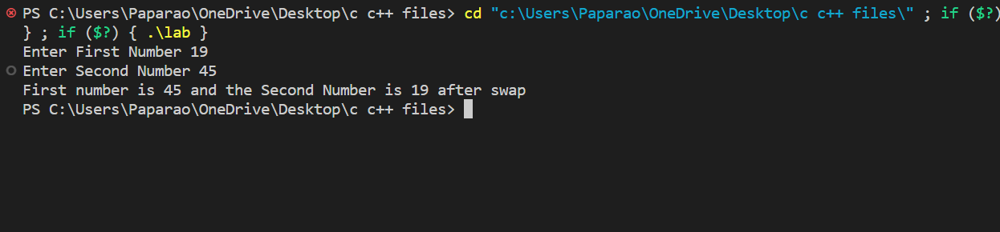 PS C:\Users\Paparao\OneDrive\Desktop\c c++ files> cd "c:\Users\Paparao\OneDrive\Desktop\c c++ files\" ; if ($?)
} ; if ($?) { .\lab }
Enter First Number 19
Enter Second Number 45
First number is 45 and the Second Number is 19 after swap
PS C:\Users\Paparao\OneDrive\Desktop\c c++ files>